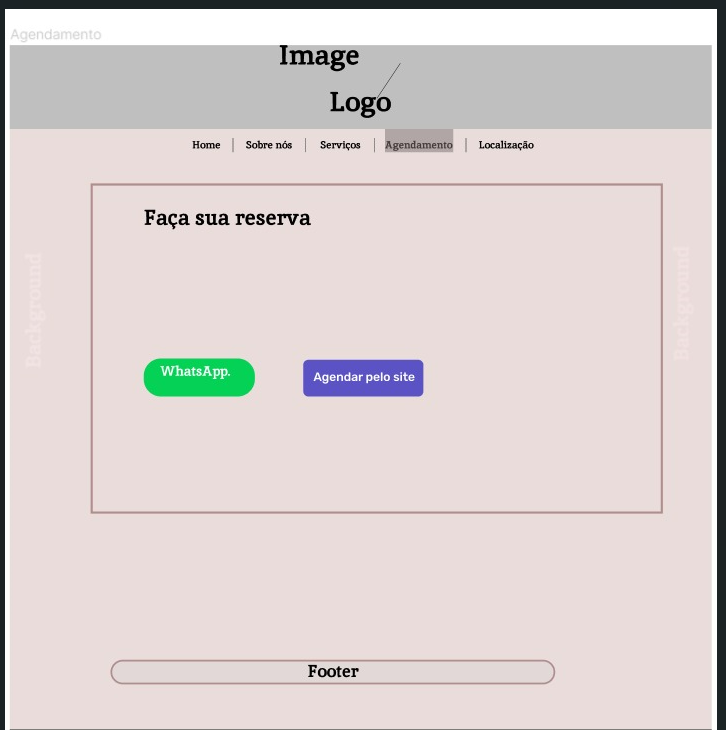 Agendamento
Image
Logo
Home | Sobre nós | Serviços | Agendamento | Localização
Faça sua reserva
Background
Background
WhatsApp.
Agendar pelo site
Footer